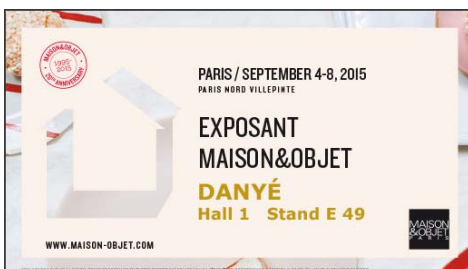 MAISON&OBJET
1995-
2015
20TH ANNIVERSARY
PARIS / SEPTEMBER 4-8, 2015
PARIS NORD VILLEPINTE
EXPOSANT
MAISON&OBJET
DANYÉ
Hall 1 Stand E 49
WWW.MAISON-OBJET.COM
MAISON
&OBJET
PARIS